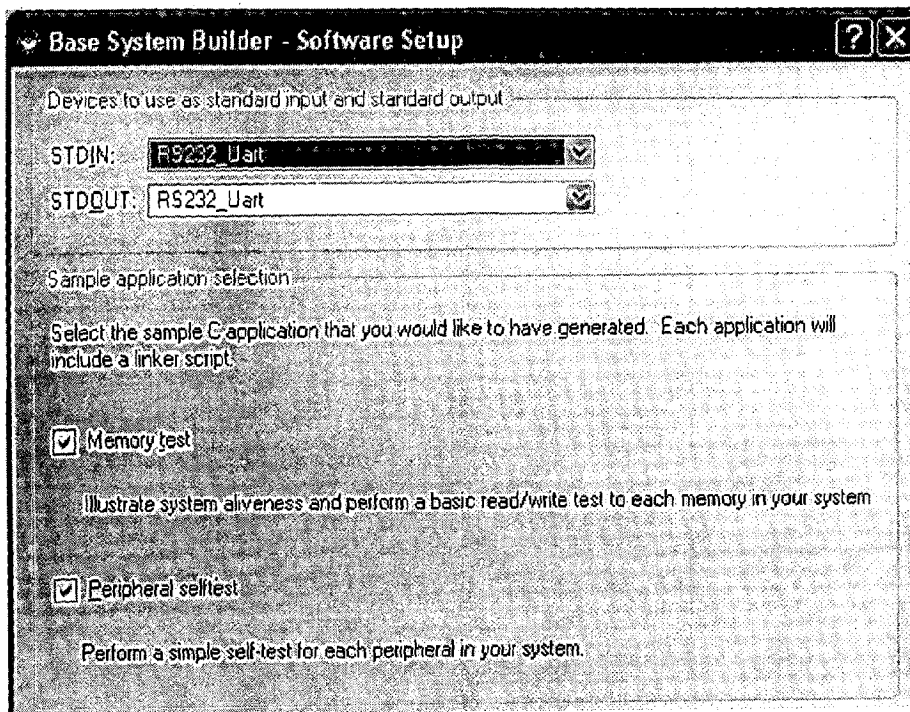 Base System Builder - Software Setup
Devices to use as standard input and standard output
STDIN: RS232_Uart
STDOUT: RS232_Uart
Sample application selection
Select the sample C application that you would like to have generated. Each application will
include a linker script.
Memory test
Illustrate system aliveness and perform a basic read/write test to each memory in your system
Peripheral selftest
Perform a simple self-test for each peripheral in your system.